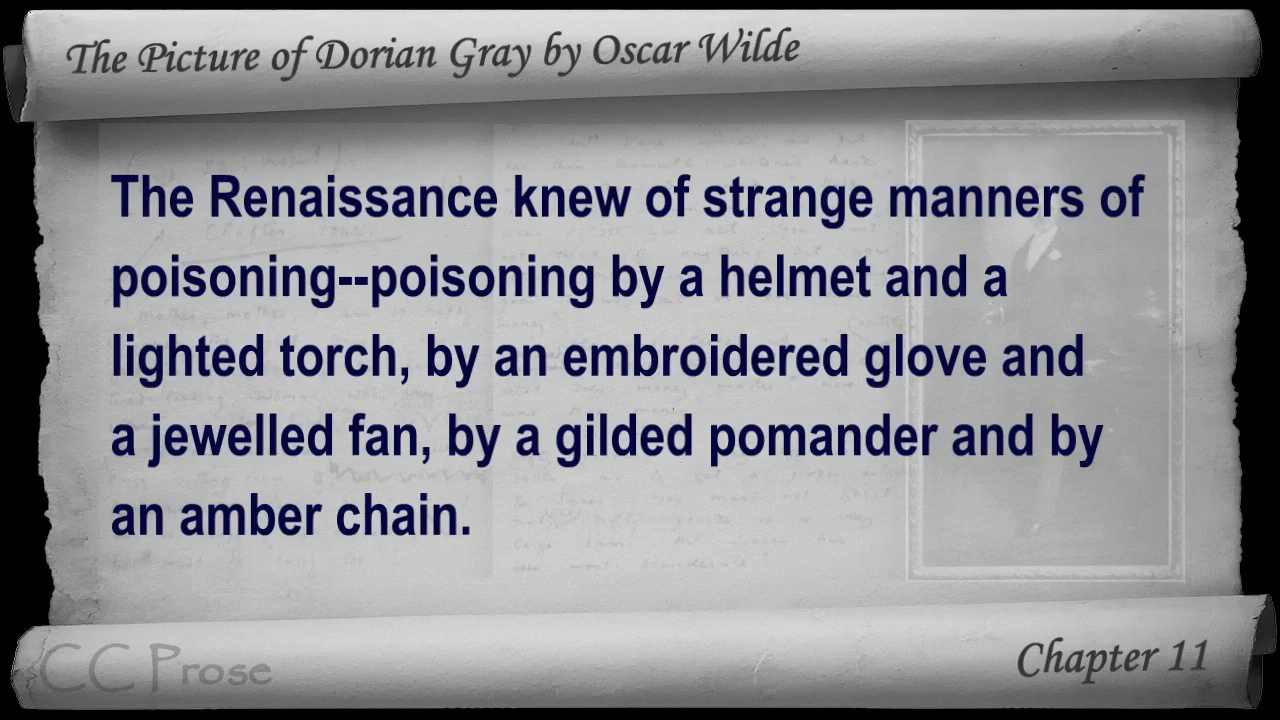 The Picture of Dorian Gray by Oscar Wilde
The Renaissance knew of strange manners of
poisoning--poisoning by a helmet and a
lighted torch, by an embroidered glove and
a jewelled fan, by a gilded pomander and by
an amber chain.
CC Prose
Chapter 11